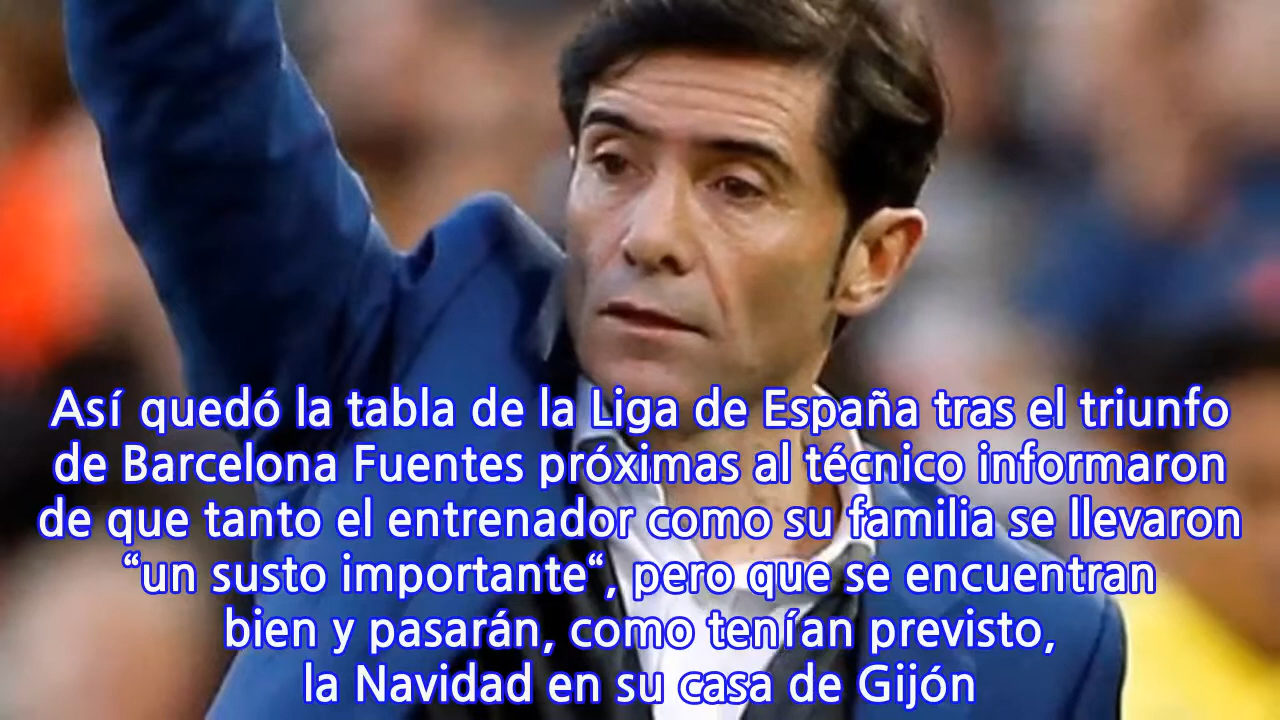 Así quedó la tabla de la Liga de España tras el triunfo
de Barcelona Fuentes próximas al técnico informaron
de que tanto el entrenador como su familia se llevaron
“un susto importante“, pero que se encuentran
bien y pasarán, como tenían previsto,
la Navidad en su casa de Gijón